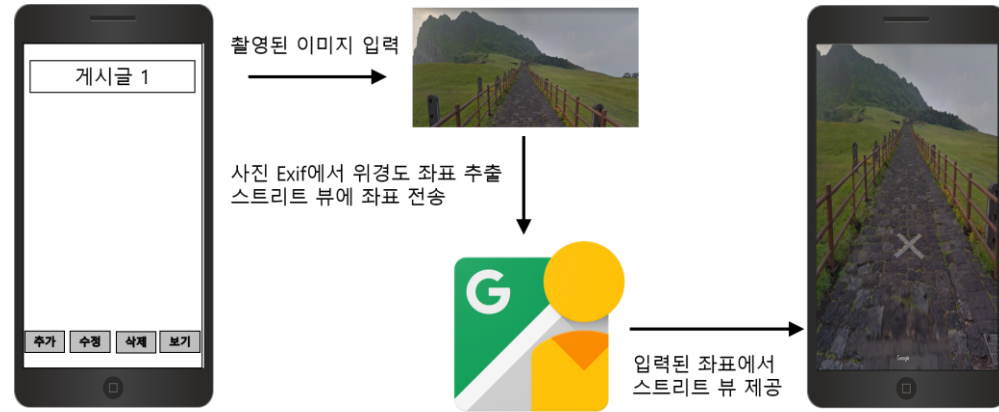 게시글 1
추가 수정 삭제 보기
촬영된 이미지 입력
사진 Exif에서 위경도 좌표 추출
스트리트 뷰에 좌표 전송
G
입력된 좌표에서
스트리트 뷰 제공
Google